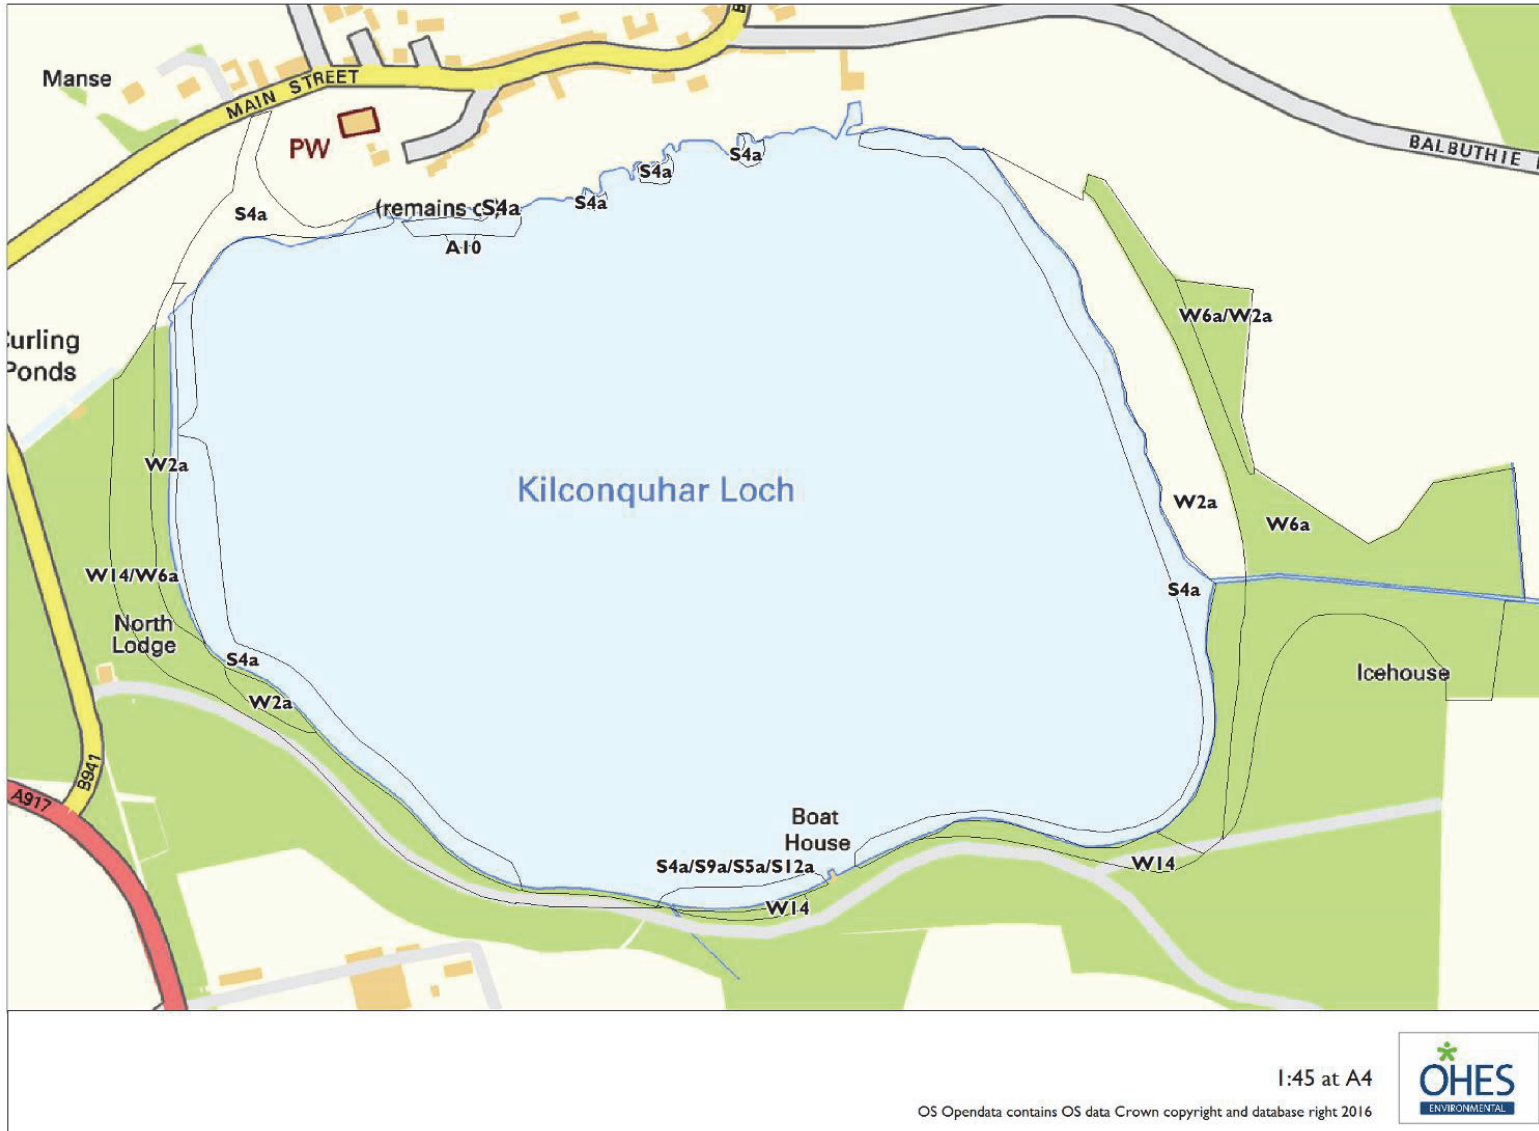 B
Manse
MAIN STREET
PW
BALBUTHIE
S4a
S4a
S4a
(remains
S4a
S4a
A10
W6a/W2a
Curling
Ponds
W2a
Kilconquhar Loch
W2a
W6a
W14/W6a
S4a
North
Lodge
S4a
Icehouse
W2a
B941
A917
Boat
House
S4a/S9a/S5a/S12a
W14
W14
1:45 at A4
OS Opendata contains OS data Crown copyright and database right 2016
OHES
ENVIRONMENTAL